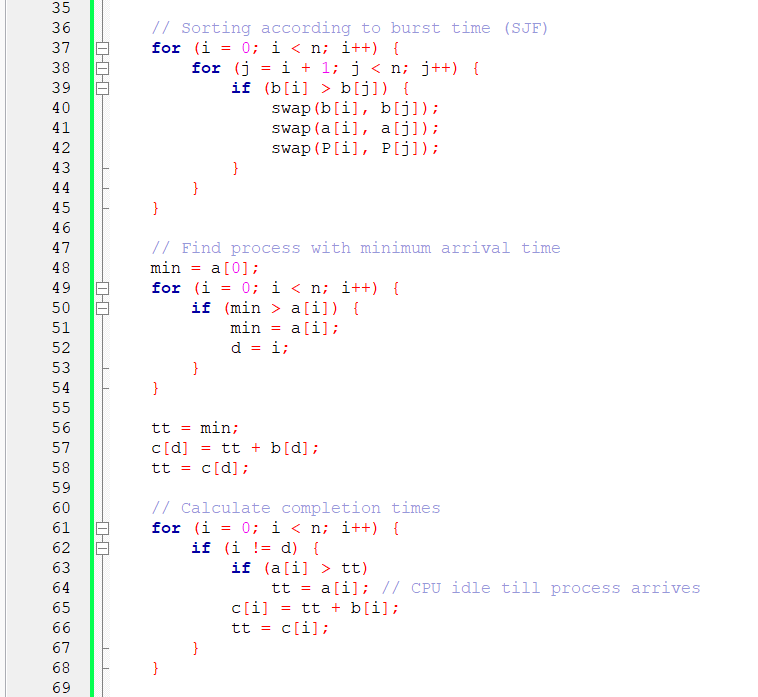 35
36 // Sorting according to burst time (SJF)
37 for (i = 0; i < n; i++) {
38 for (j = i + 1; j < n; j++) {
39 if (b[i] > b[j]) {
40 swap(b[i], b[j]);
41 swap(a[i], a[j]);
42 swap(P[i], P[j]);
43 }
44 }
45 }
46
47 // Find process with minimum arrival time
48 min = a[0];
49 for (i = 0; i < n; i++) {
50 if (min > a[i]) {
51 min = a[i];
52 d = i;
53 }
54 }
55
56 tt = min;
57 c[d] = tt + b[d];
58 tt = c[d];
59
60 // Calculate completion times
61 for (i = 0; i < n; i++) {
62 if (i != d) {
63 if (a[i] > tt)
64 tt = a[i]; // CPU idle till process arrives
65 c[i] = tt + b[i];
66 tt = c[i];
67 }
68 }
69